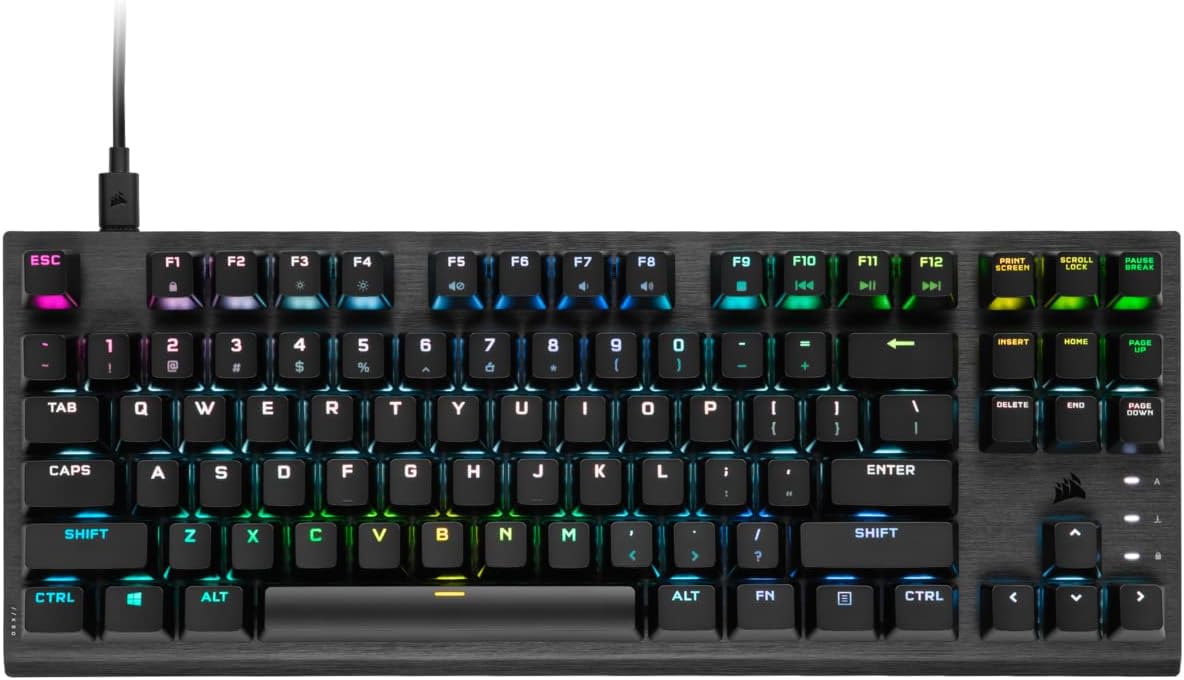 ESC F1 F2 F3 F4 F5 F6 F7 F8 F9 F10 F11 F12 PRINT SCREEN SCROLL LOCK PAUSE BREAK
` ~ 1 ! 2 @ 3 # 4 $ 5 % 6 ^ 7 & 8 * 9 ( 0 ) - _ = + ← INSERT HOME PAGE UP
TAB Q W E R T Y U I O P [ { ] } \ | DELETE END PAGE DOWN
CAPS A S D F G H J K L ; : ' " ENTER A
SHIFT Z X C V B N M , < . > / ? SHIFT
CTRL ALT ALT FN CTRL
K60